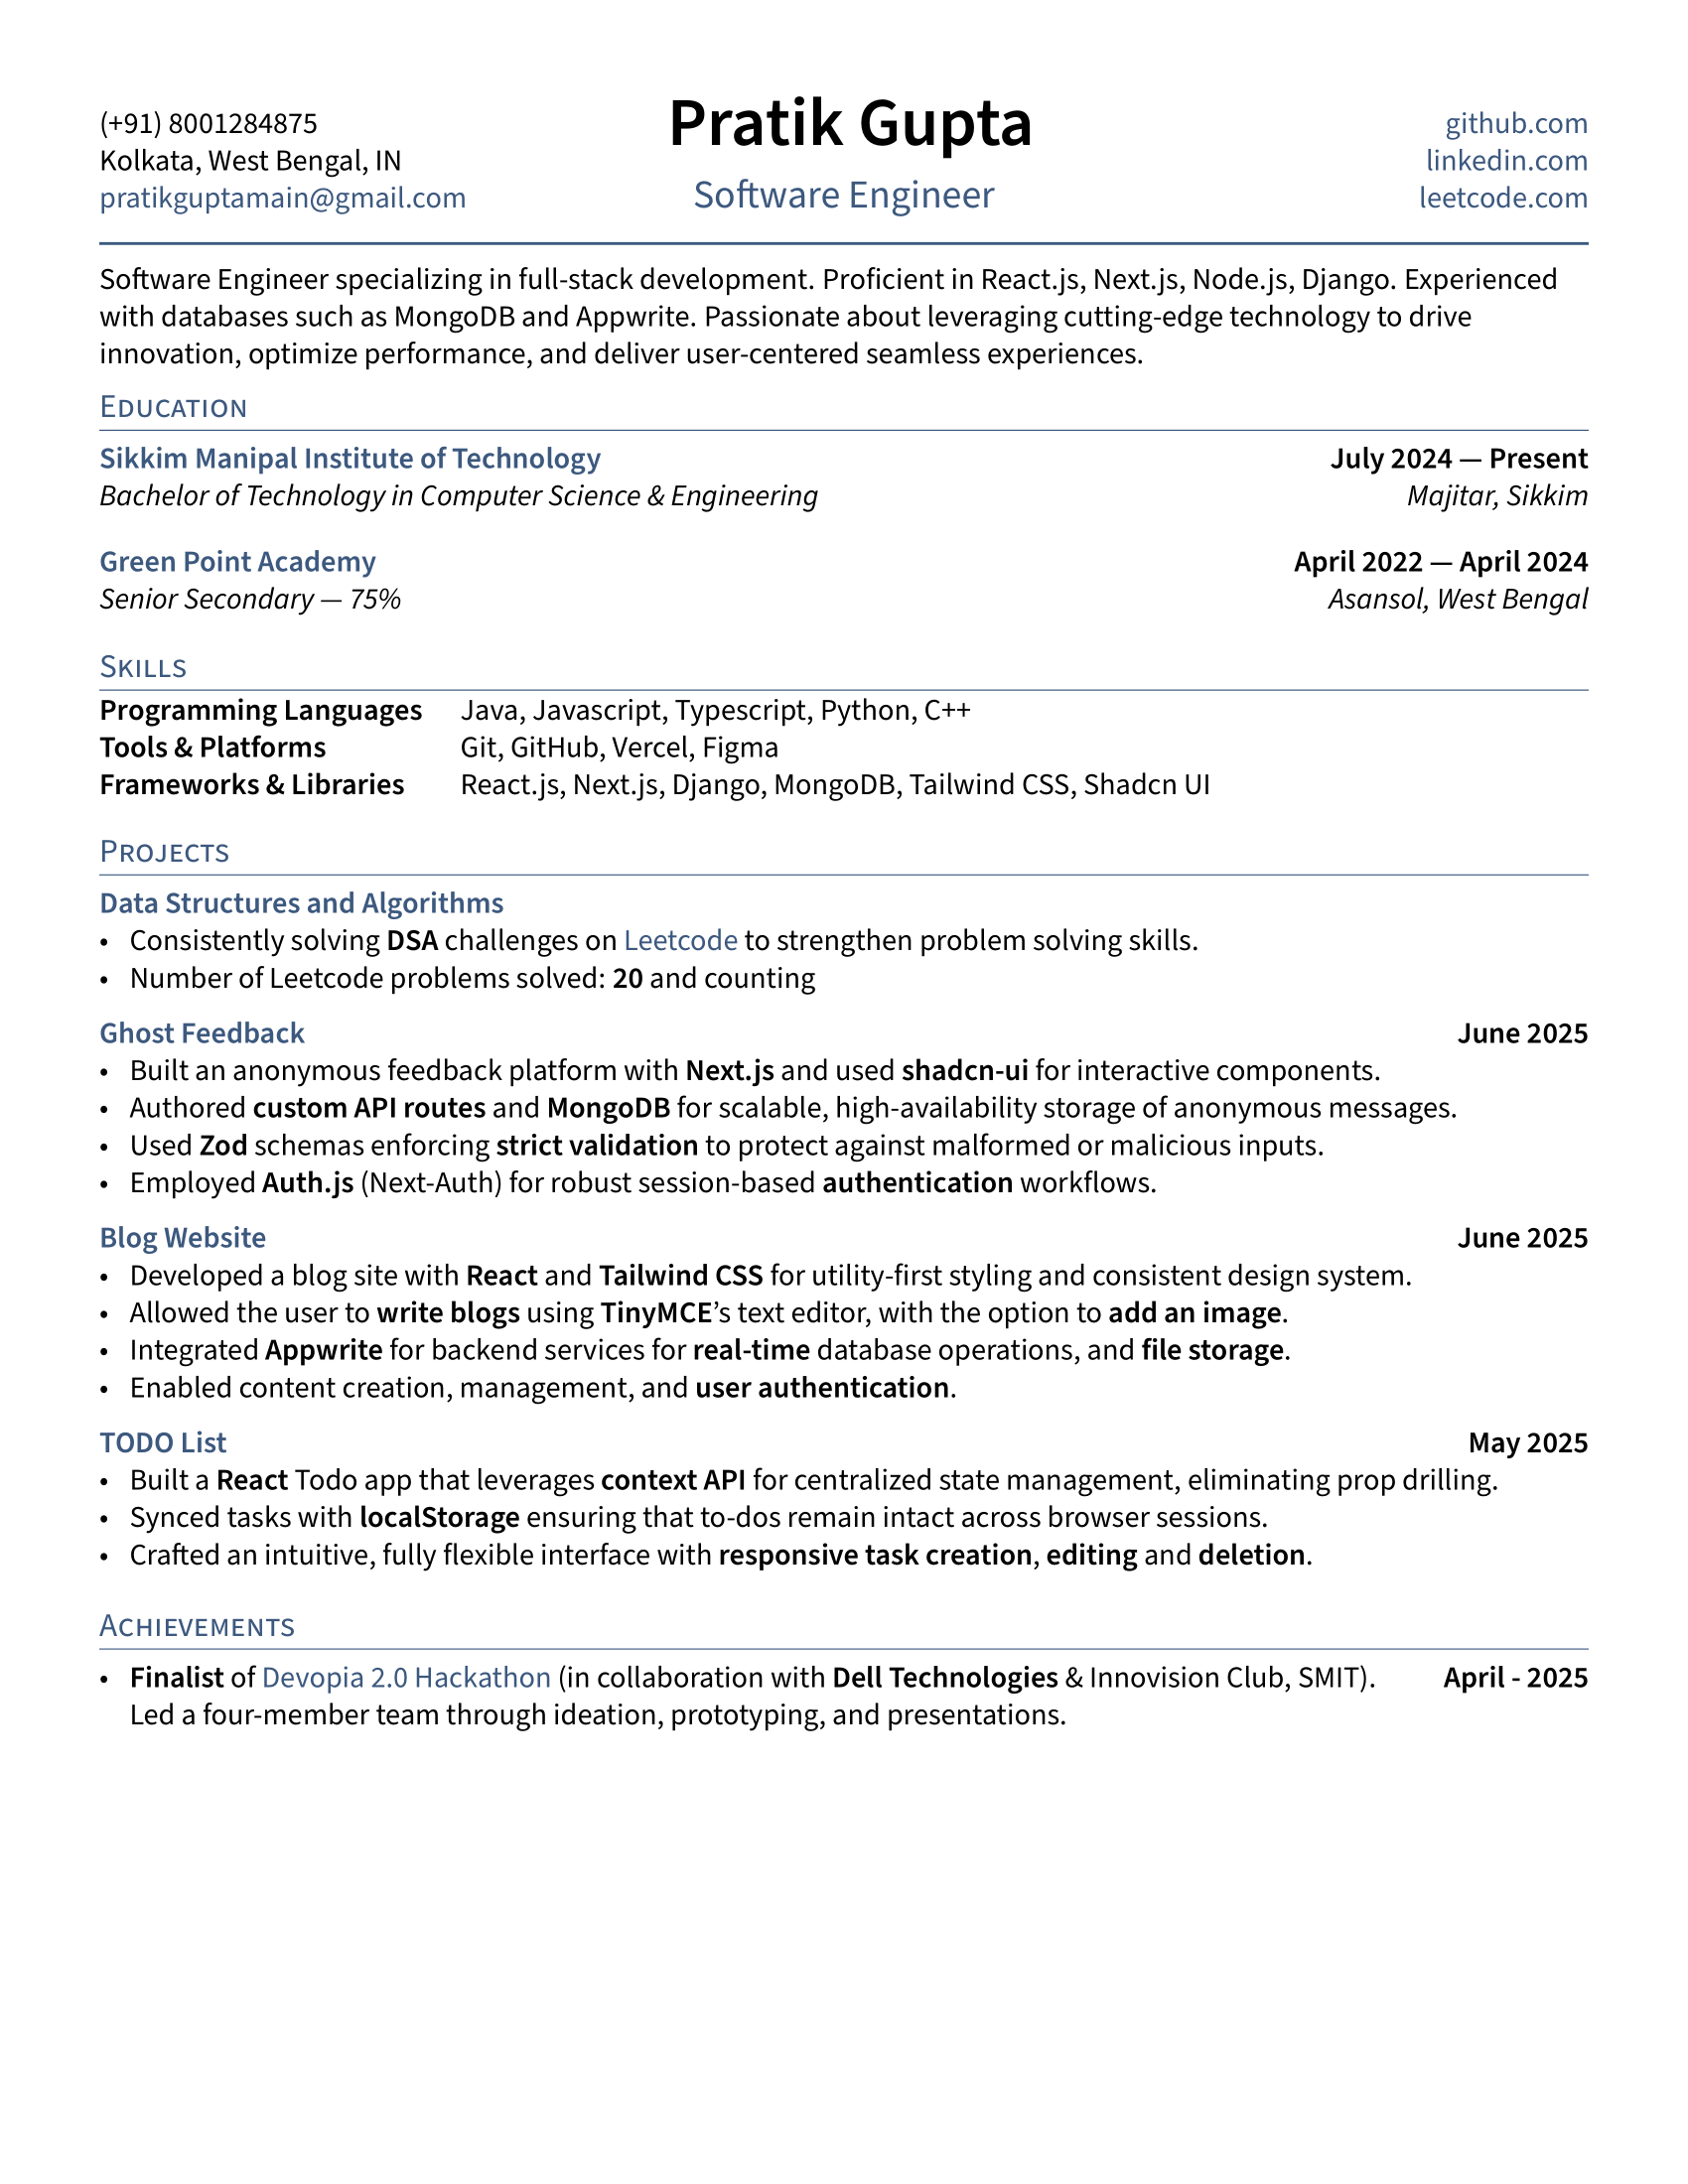 (+91) 8001284875
Kolkata, West Bengal, IN
pratikguptamain@gmail.com
Pratik Gupta
Software Engineer
github.com
linkedin.com
leetcode.com
Software Engineer specializing in full-stack development. Proficient in React.js, Next.js, Node.js, Django. Experienced
with databases such as MongoDB and Appwrite. Passionate about leveraging cutting-edge technology to drive
innovation, optimize performance, and deliver user-centered seamless experiences.
Education
Sikkim Manipal Institute of Technology July 2024 — Present
Bachelor of Technology in Computer Science & Engineering Majitar, Sikkim
Green Point Academy April 2022 — April 2024
Senior Secondary — 75% Asansol, West Bengal
Skills
Programming Languages Java, Javascript, Typescript, Python, C++
Tools & Platforms Git, GitHub, Vercel, Figma
Frameworks & Libraries React.js, Next.js, Django, MongoDB, Tailwind CSS, Shadcn UI
Projects
Data Structures and Algorithms
• Consistently solving DSA challenges on Leetcode to strengthen problem solving skills.
• Number of Leetcode problems solved: 20 and counting
Ghost Feedback June 2025
• Built an anonymous feedback platform with Next.js and used shadcn-ui for interactive components.
• Authored custom API routes and MongoDB for scalable, high-availability storage of anonymous messages.
• Used Zod schemas enforcing strict validation to protect against malformed or malicious inputs.
• Employed Auth.js (Next-Auth) for robust session-based authentication workflows.
Blog Website June 2025
• Developed a blog site with React and Tailwind CSS for utility-first styling and consistent design system.
• Allowed the user to write blogs using TinyMCE’s text editor, with the option to add an image.
• Integrated Appwrite for backend services for real-time database operations, and file storage.
• Enabled content creation, management, and user authentication.
TODO List May 2025
• Built a React Todo app that leverages context API for centralized state management, eliminating prop drilling.
• Synced tasks with localStorage ensuring that to-dos remain intact across browser sessions.
• Crafted an intuitive, fully flexible interface with responsive task creation, editing and deletion.
Achievements
• Finalist of Devopia 2.0 Hackathon (in collaboration with Dell Technologies & Innovision Club, SMIT). April - 2025
Led a four-member team through ideation, prototyping, and presentations.